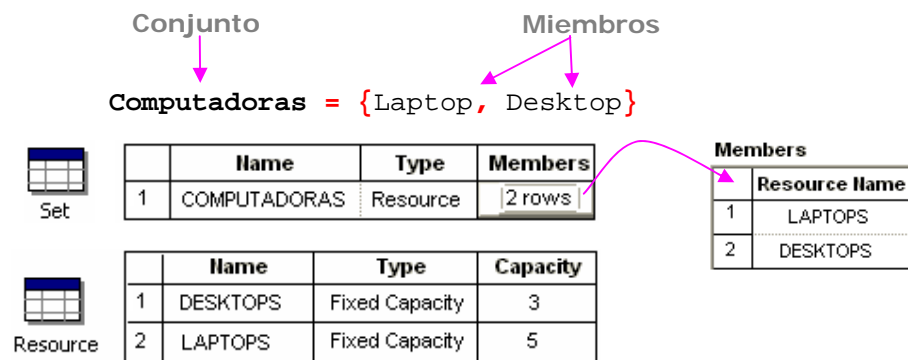 Conjunto Miembros
Computadoras = {Laptop, Desktop}
Set
Name Type Members
1 COMPUTADORAS Resource 2 rows
Members
Resource Name
1 LAPTOPS
2 DESKTOPS
Resource
Name Type Capacity
1 DESKTOPS Fixed Capacity 3
2 LAPTOPS Fixed Capacity 5